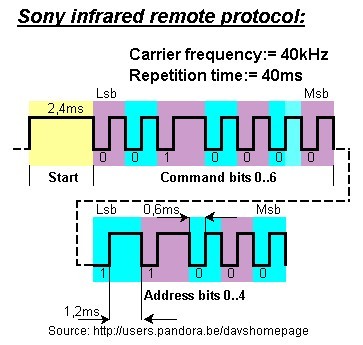 Sony infrared remote protocol:
Carrier frequency:= 40kHz
Repetition time:= 40ms
Lsb Msb
2,4ms
0 0 1 0 0 0 0
Start Command bits 0..6
Lsb 0,6ms Msb
1 1 0 0 0
Address bits 0..4
1,2ms
Source: http://users.pandora.be/davshomepage